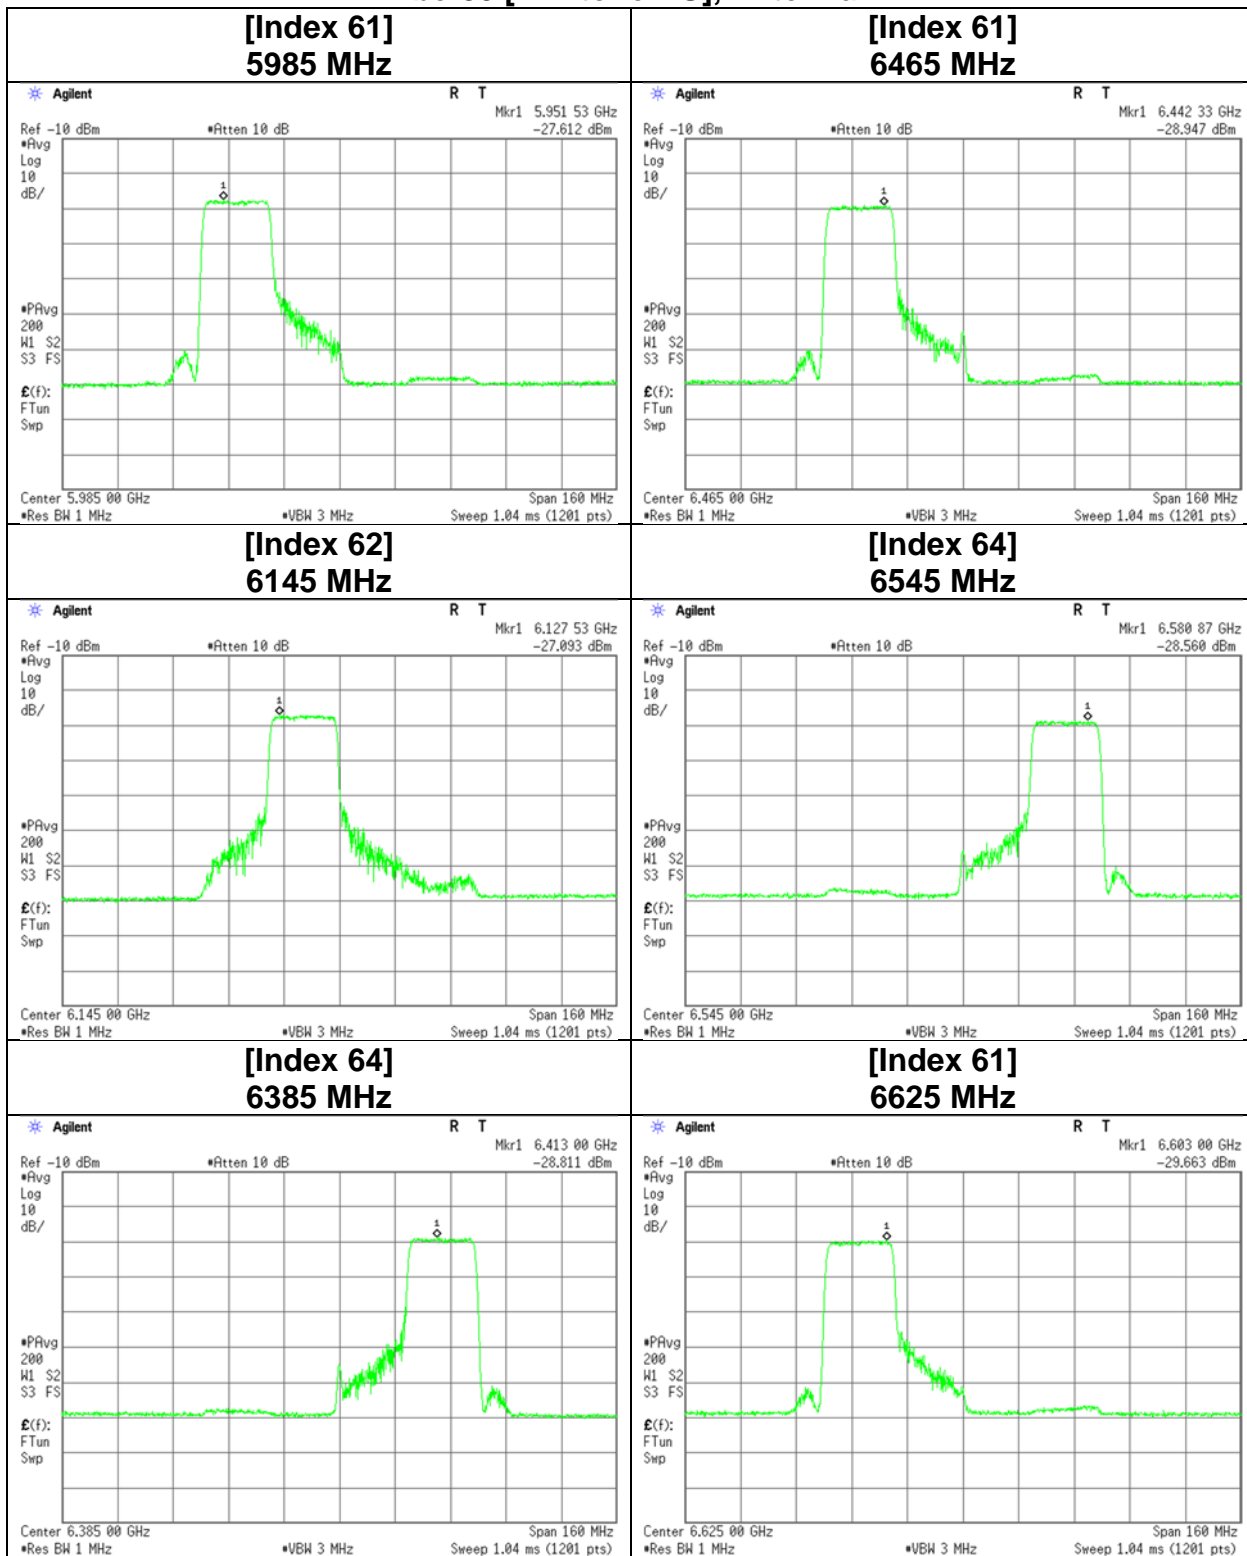 [Index 61]
5985 MHz
Agilent R T
Mkr1 5.951 53 GHz
Ref -10 dBm #Atten 10 dB -27.612 dBm
#Avg
Log
10
dB/
1
#PAvg
200
W1 S2
S3 FS
£(f):
FTun
Swp
Center 5.985 00 GHz Span 160 MHz
#Res BW 1 MHz #VBW 3 MHz Sweep 1.04 ms (1201 pts)
[Index 61]
6465 MHz
Agilent R T
Mkr1 6.442 33 GHz
Ref -10 dBm #Atten 10 dB -28.947 dBm
#Avg
Log
10
dB/
1
#PAvg
200
W1 S2
S3 FS
£(f):
FTun
Swp
Center 6.465 00 GHz Span 160 MHz
#Res BW 1 MHz #VBW 3 MHz Sweep 1.04 ms (1201 pts)
[Index 62]
6145 MHz
Agilent R T
Mkr1 6.127 53 GHz
Ref -10 dBm #Atten 10 dB -27.093 dBm
#Avg
Log
10
dB/
1
#PAvg
200
W1 S2
S3 FS
£(f):
FTun
Swp
Center 6.145 00 GHz Span 160 MHz
#Res BW 1 MHz #VBW 3 MHz Sweep 1.04 ms (1201 pts)
[Index 64]
6545 MHz
Agilent R T
Mkr1 6.580 87 GHz
Ref -10 dBm #Atten 10 dB -28.560 dBm
#Avg
Log
10
dB/
1
#PAvg
200
W1 S2
S3 FS
£(f):
FTun
Swp
Center 6.545 00 GHz Span 160 MHz
#Res BW 1 MHz #VBW 3 MHz Sweep 1.04 ms (1201 pts)
[Index 64]
6385 MHz
Agilent R T
Mkr1 6.413 00 GHz
Ref -10 dBm #Atten 10 dB -28.811 dBm
#Avg
Log
10
dB/
1
#PAvg
200
W1 S2
S3 FS
£(f):
FTun
Swp
Center 6.385 00 GHz Span 160 MHz
#Res BW 1 MHz #VBW 3 MHz Sweep 1.04 ms (1201 pts)
[Index 61]
6625 MHz
Agilent R T
Mkr1 6.603 00 GHz
Ref -10 dBm #Atten 10 dB -29.663 dBm
#Avg
Log
10
dB/
1
#PAvg
200
W1 S2
S3 FS
£(f):
FTun
Swp
Center 6.625 00 GHz Span 160 MHz
#Res BW 1 MHz #VBW 3 MHz Sweep 1.04 ms (1201 pts)